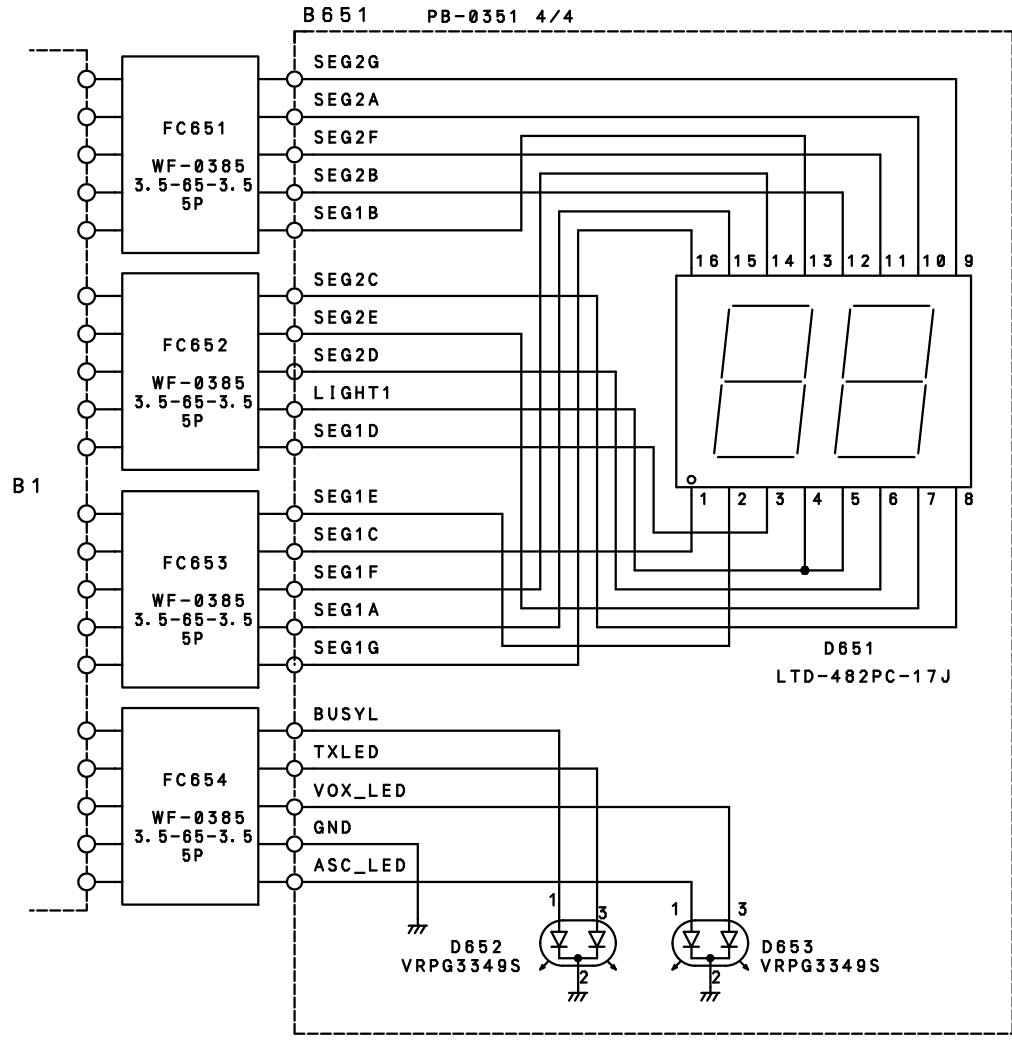 B651 PB-0351 4/4
SEG2G
SEG2A
SEG2F
SEG2B
SEG1B
FC651
WF-0385
3.5-65-3.5
5P
16 15 14 13 12 11 10 9
SEG2C
SEG2E
SEG2D
LIGHT1
SEG1D
FC652
WF-0385
3.5-65-3.5
5P
B1
1 2 3 4 5 6 7 8
SEG1E
SEG1C
SEG1F
SEG1A
SEG1G
FC653
WF-0385
3.5-65-3.5
5P
D651
LTD-482PC-17J
BUSYL
TXLED
VOX_LED
GND
ASC_LED
FC654
WF-0385
3.5-65-3.5
5P
1 3
D652
VRPG3349S
2
1 3
D653
VRPG3349S
2